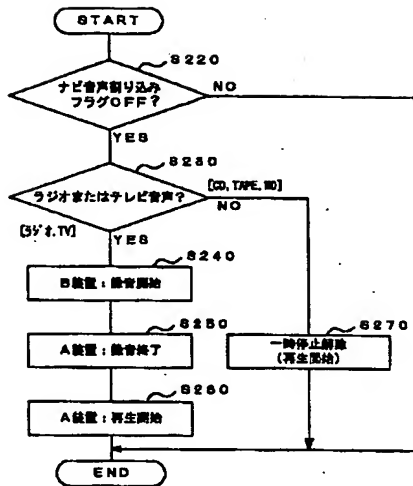 START
S220
ナビ音声割り込み
フラグOFF?
NO
YES
S230
ラジオまたはテレビ音声?
[CD,TAPE,MD]
NO
[ラジオ,TV]
YES
S240
B装置:録音開始
S250
A装置:録音終了
S270
一時停止解除
(再生開始)
S260
A装置:再生開始
END